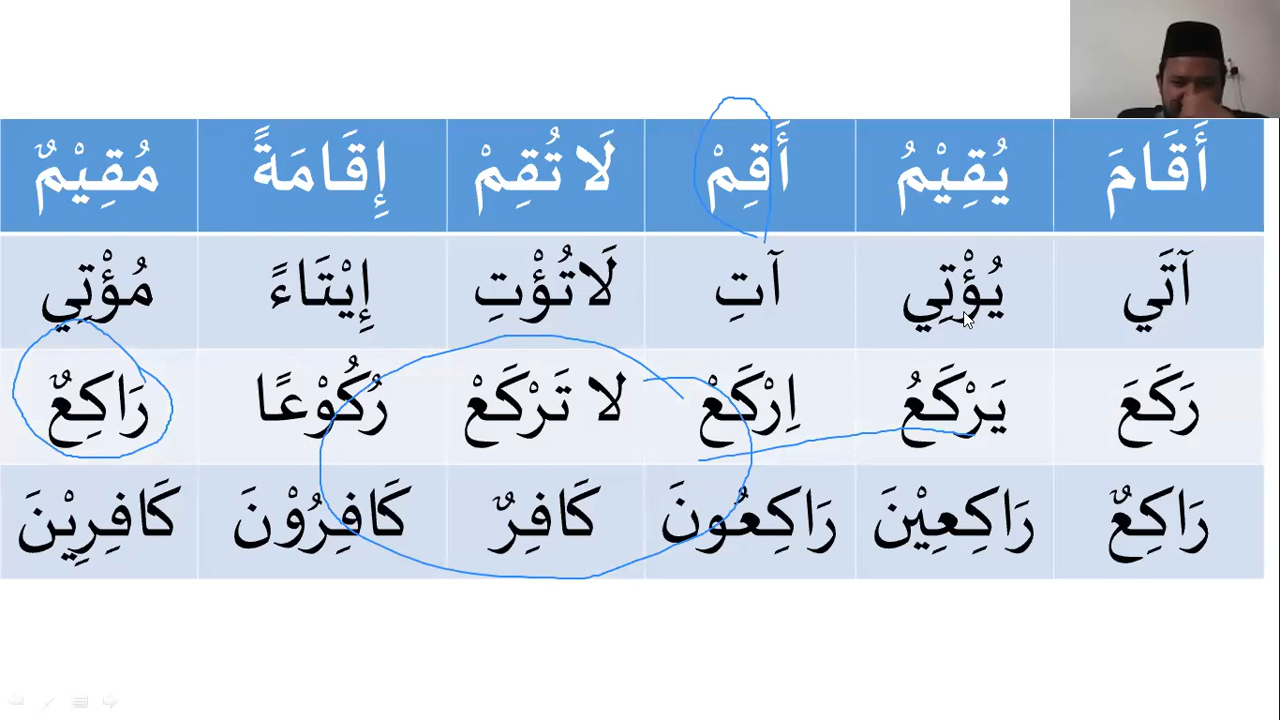 أَقَامَ يُقِيْمُ أَقِمْ لَا تُقِمْ إِقَامَةً مُقِيْمٌ
آتَي يُؤْتِي آتِ لَاتُؤْتِ إِيْتَاءً مُؤْتِي
رَكَعَ يَرْكَعُ اِرْكَعْ لا تَرْكَعْ رُكُوْعًا رَاكِعٌ
رَاكِعٌ رَاكِعِيْنَ رَاكِعُونَ كَافِرٌ كَافِرُوْنَ كَافِرِيْنَ